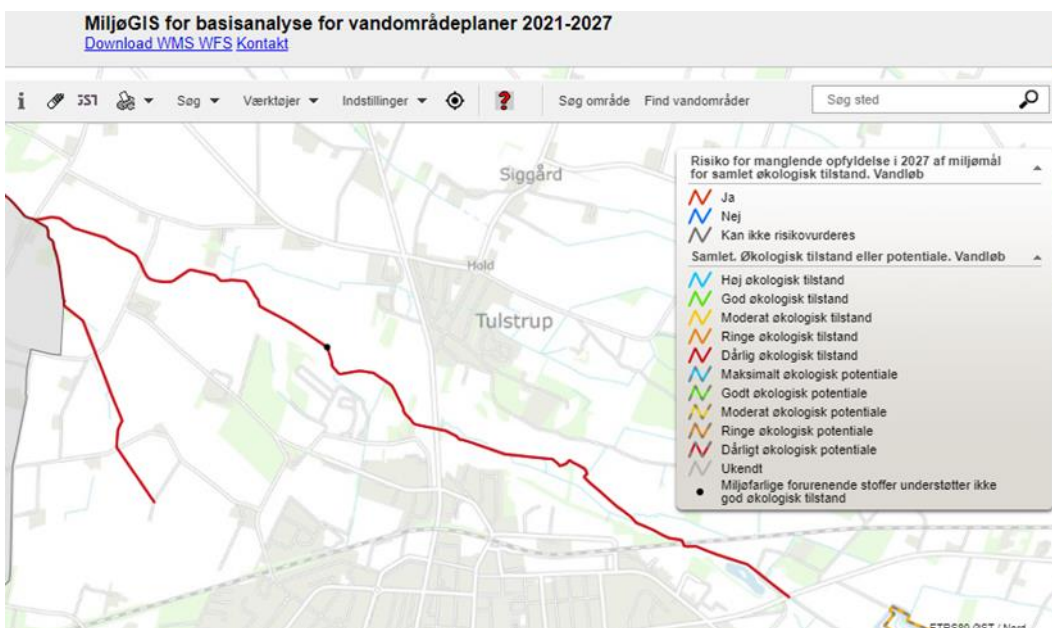 MiljøGIS for basisanalyse for vandområdeplaner 2021-2027
Download WMS WFS Kontakt
Søg Værktøjer Indstillinger ? Søg område Find vandområder Søg sted
Siggård
Hold
Tulstrup
Risiko for manglende opfyldelse i 2027 af miljømål
for samlet økologisk tilstand. Vandløb
Ja
Nej
Kan ikke risikovurderes
Samlet. Økologisk tilstand eller potentiale. Vandløb
Høj økologisk tilstand
God økologisk tilstand
Moderat økologisk tilstand
Ringe økologisk tilstand
Dårlig økologisk tilstand
Maksimalt økologisk potentiale
Godt økologisk potentiale
Moderat økologisk potentiale
Ringe økologisk potentiale
Dårligt økologisk potentiale
Ukendt
Miljøfarlige forurenende stoffer understøtter ikke
god økologisk tilstand